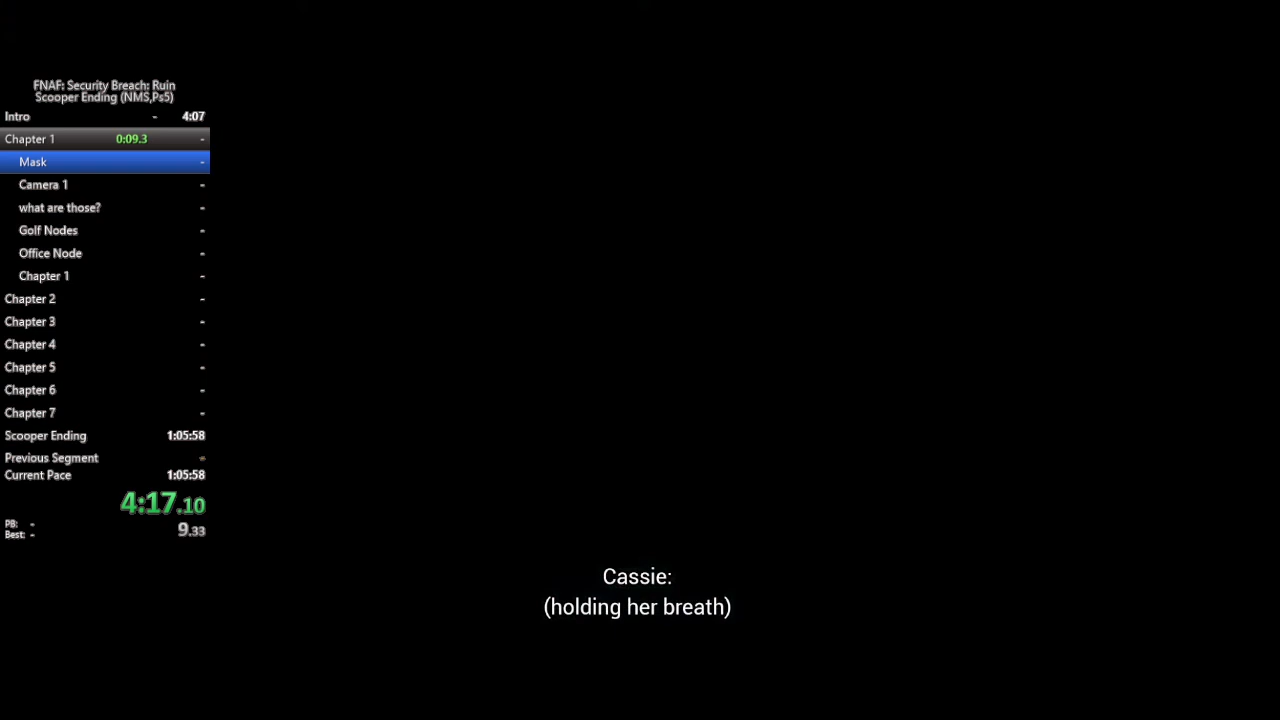 FNAF: Security Breach: Ruin
Scooper Ending (NMS,Ps5)
Intro - 4:07
Chapter 1 0:09.3 -
Mask -
Camera 1 -
what are those? -
Golf Nodes -
Office Node -
Chapter 1 -
Chapter 2 -
Chapter 3 -
Chapter 4 -
Chapter 5 -
Chapter 6 -
Chapter 7 -
Scooper Ending 1:05:58
Previous Segment -
Current Pace 1:05:58
4:17.10
PB: -
Best: - 9.33
Cassie:
(holding her breath)